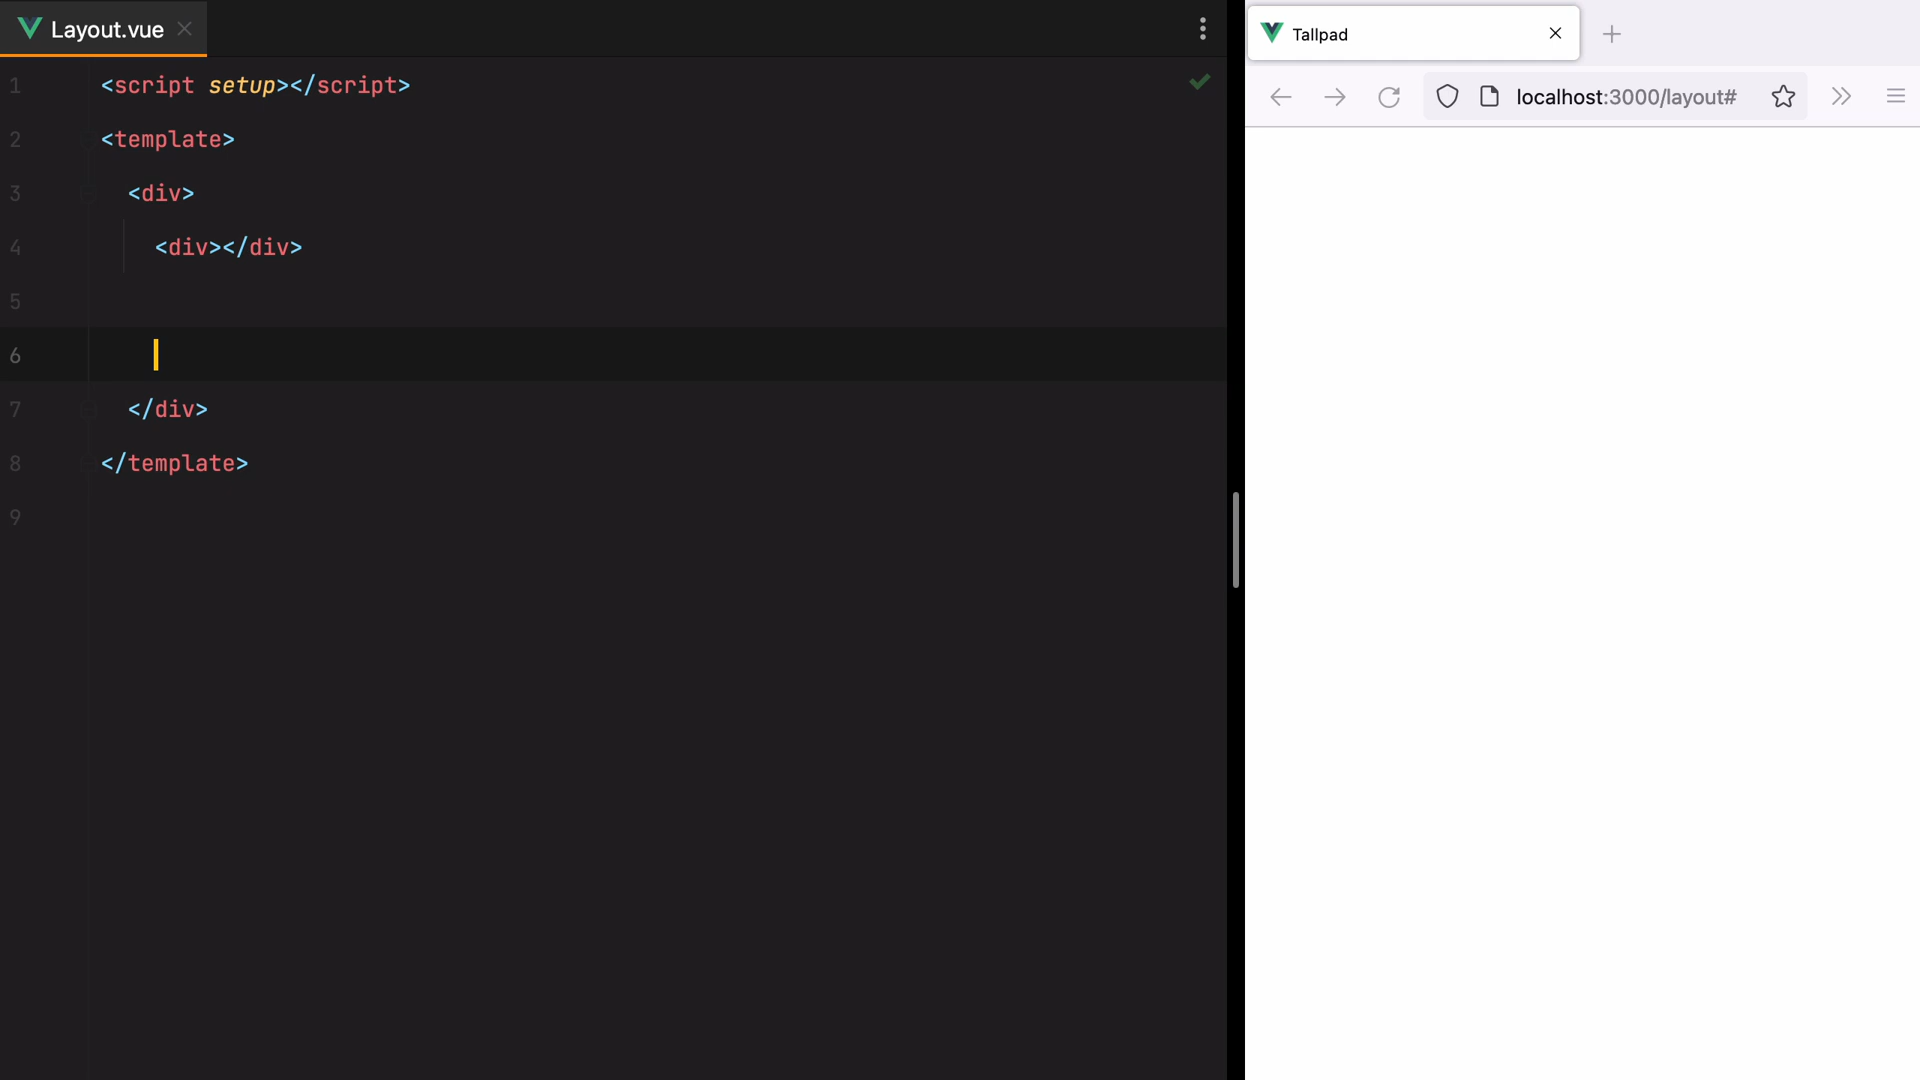 Layout.vue
1 <script setup></script>
2 <template>
3 <div>
4 <div></div>
5
6
7 </div>
8 </template>
9
Tallpad
localhost:3000/layout#